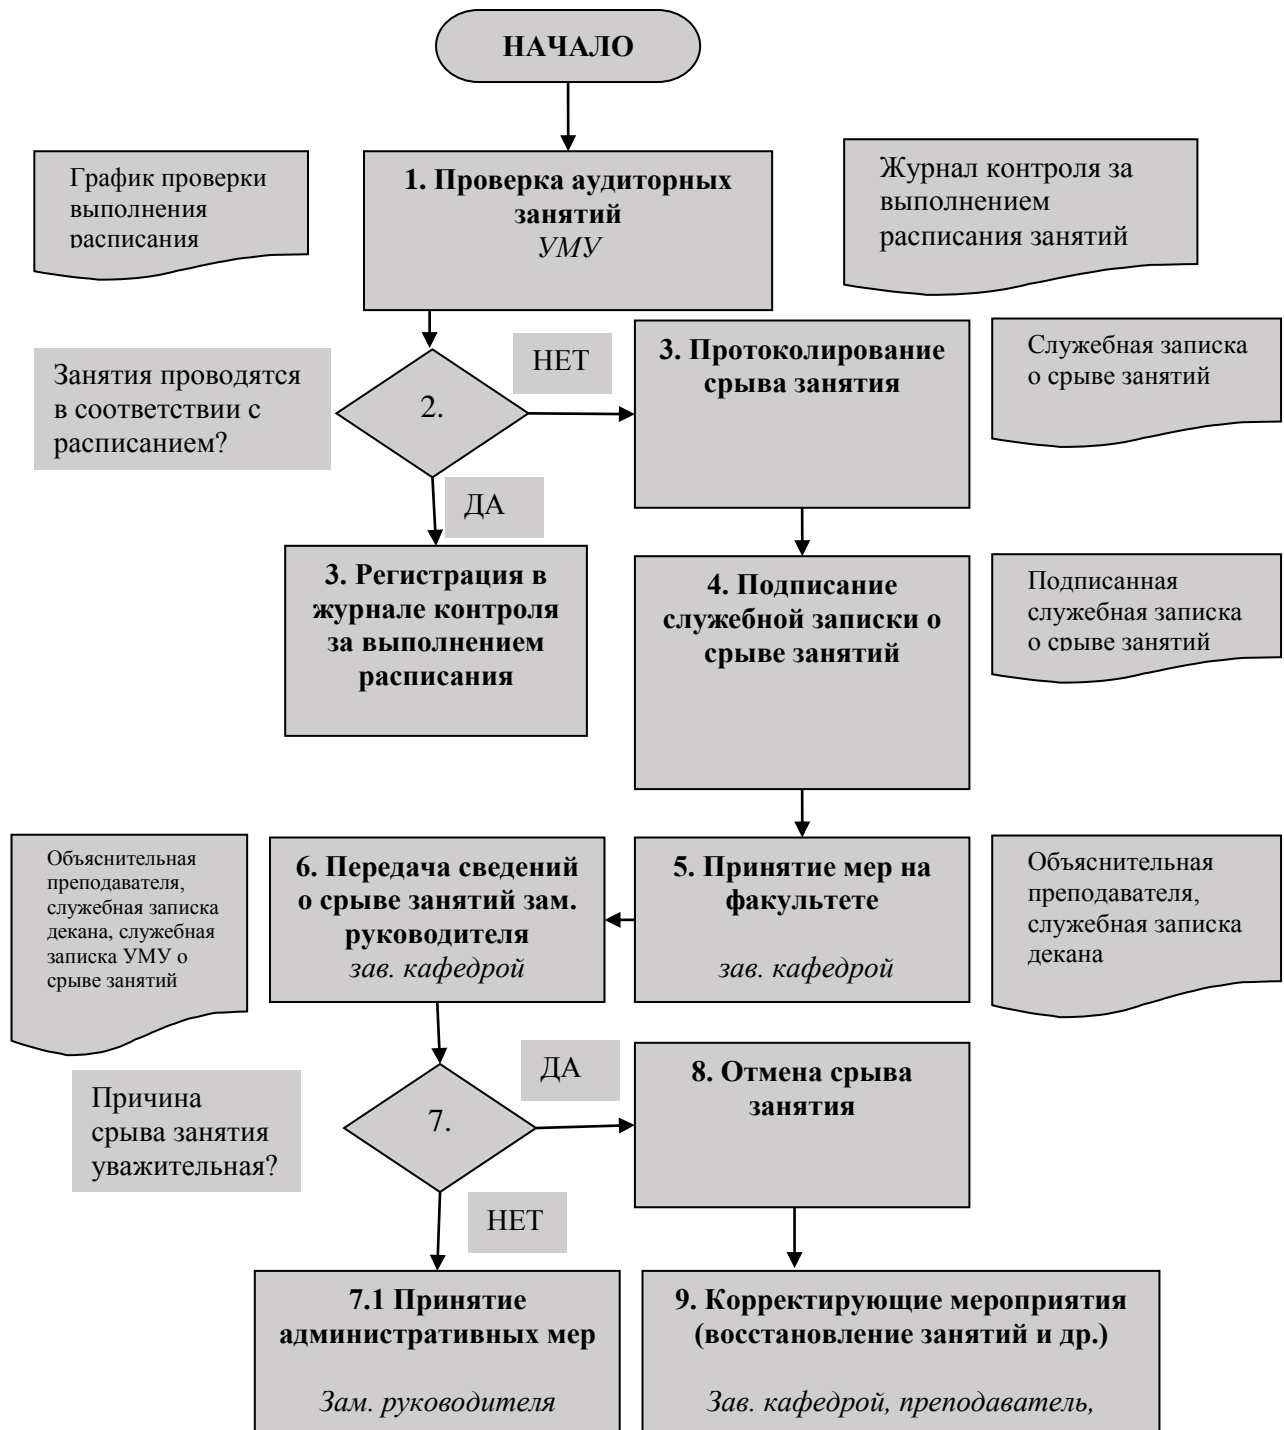 НАЧАЛО
График проверки
выполнения
расписания
1. Проверка аудиторных
занятий
УМУ
Журнал контроля за
выполнением
расписания занятий
Занятия проводятся
в соответствии с
расписанием?
2.
НЕТ
3. Протоколирование
срыва занятия
Служебная записка
о срыве занятий
ДА
3. Регистрация в
журнале контроля
за выполнением
расписания
4. Подписание
служебной записки о
срыве занятий
Подписанная
служебная записка
о срыве занятий
Объяснительная
преподавателя,
служебная записка
декана, служебная
записка УМУ о
срыве занятий
6. Передача сведений
о срыве занятий зам.
руководителя
зав. кафедрой
5. Принятие мер на
факультете
зав. кафедрой
Объяснительная
преподавателя,
служебная записка
декана
Причина
срыва занятия
уважительная?
7.
ДА
8. Отмена срыва
занятия
НЕТ
7.1 Принятие
административных мер
Зам. руководителя
9. Корректирующие мероприятия
(восстановление занятий и др.)
Зав. кафедрой, преподаватель,